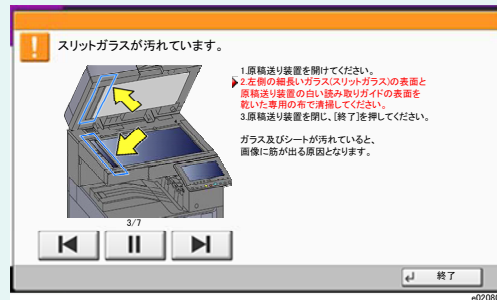 スリットガラスが汚れています。
1.原稿送り装置を開けてください。
2.左側の細長いガラス(スリットガラス)の表面と
原稿送り装置の白い読み取りガイドの表面を
乾いた専用の布で清掃してください。
3.原稿送り装置を閉じ、[終了]を押してください。
ガラス及びシートが汚れていると、
画像に筋が出る原因となります。
3/7
終了
e02080